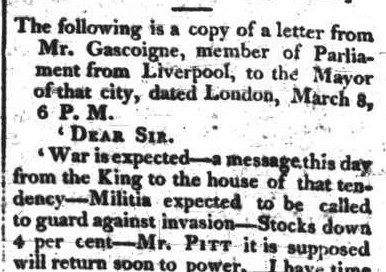 The following is a copy of a letter from
Mr. Gascoigne, member of Parlia-
ment from Liverpool, to the Mayor
of that city, dated London, March 8,
6 P. M.
‘ DEAR SIR.
‘ War is expected—a message this day
from the King to the house of that ten-
dency—Militia expected to be called
to guard against invasion—Stocks down
4 per cent—Mr. PITT it is supposed
will return soon to power. I have time